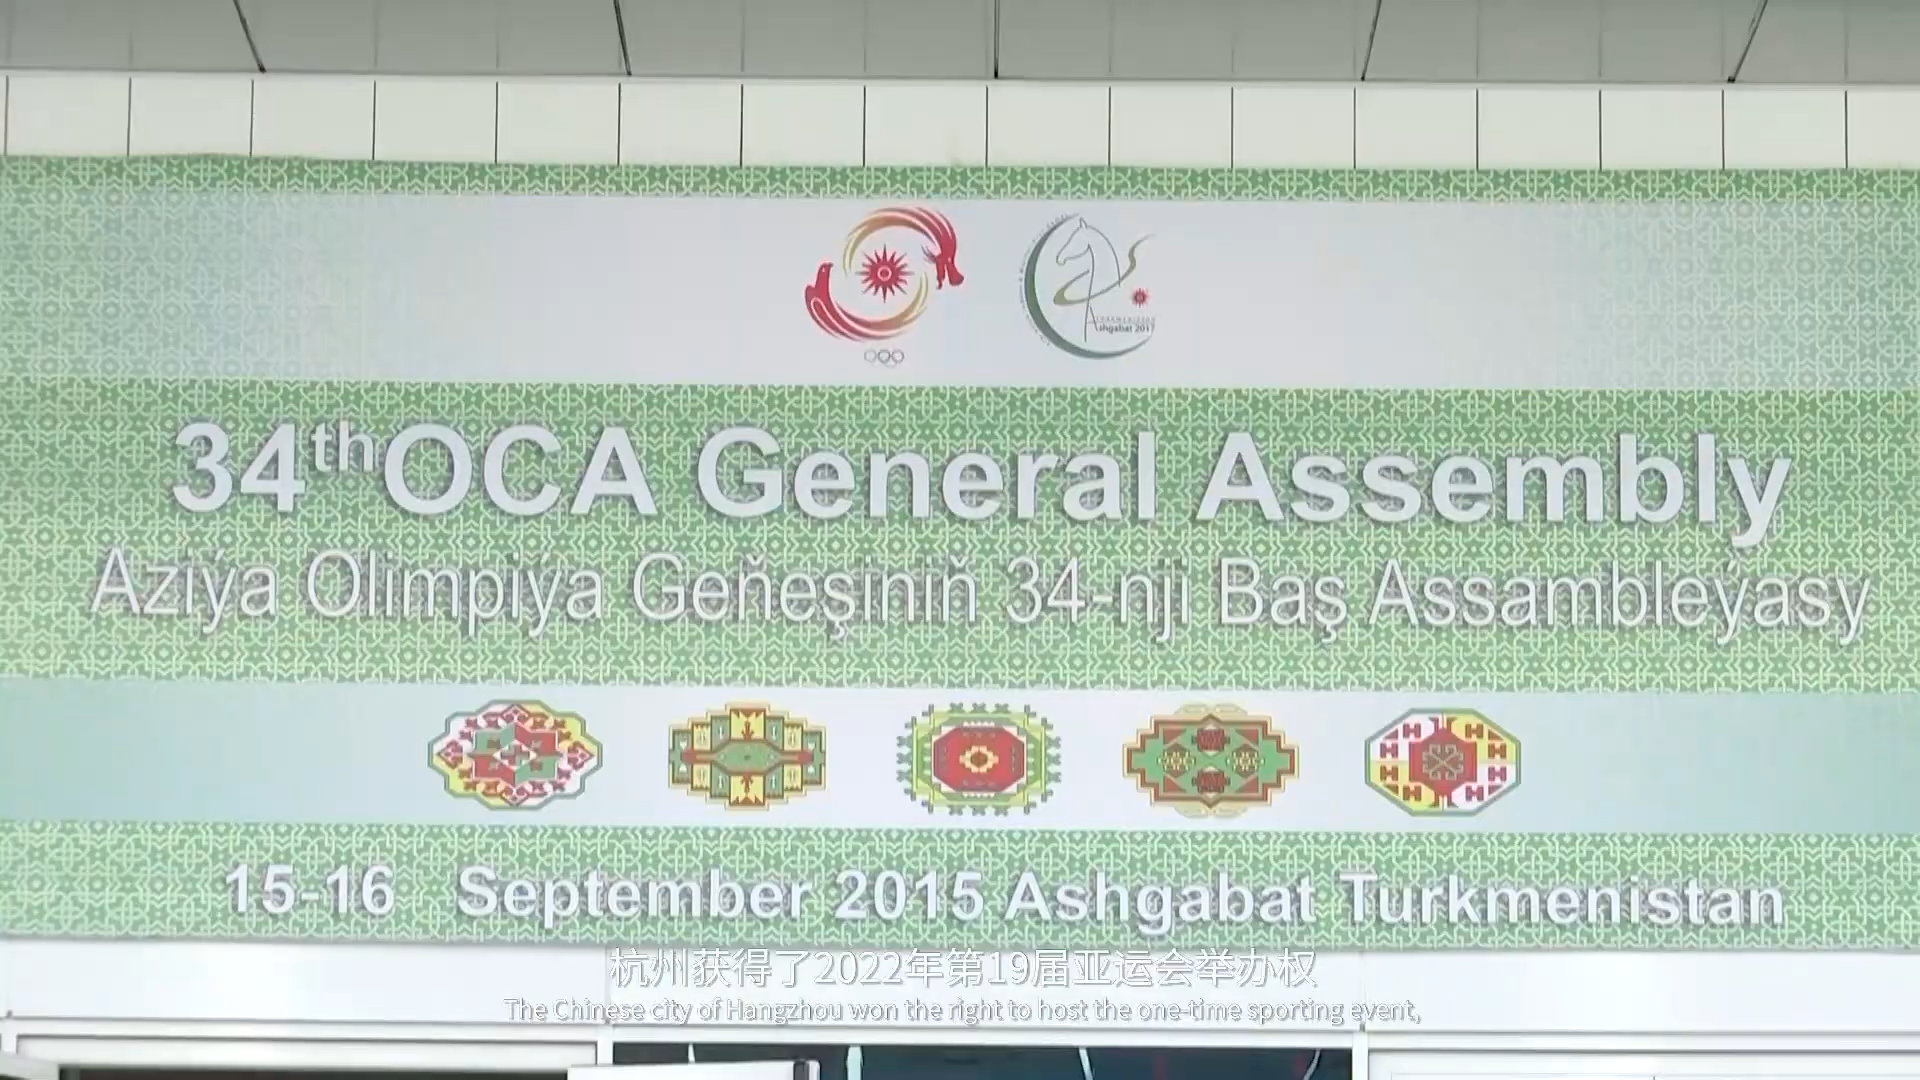 Ashgabat 2017
34thOCA General Assembly
Aziýa Olimpiýa Geňeşiniň 34-nji Baş Assambleýasy
15-16 September 2015 Ashgabat Turkmenistan
杭州获得了2022年第19届亚运会举办权
The Chinese city of Hangzhou won the right to host the one-time sporting event,